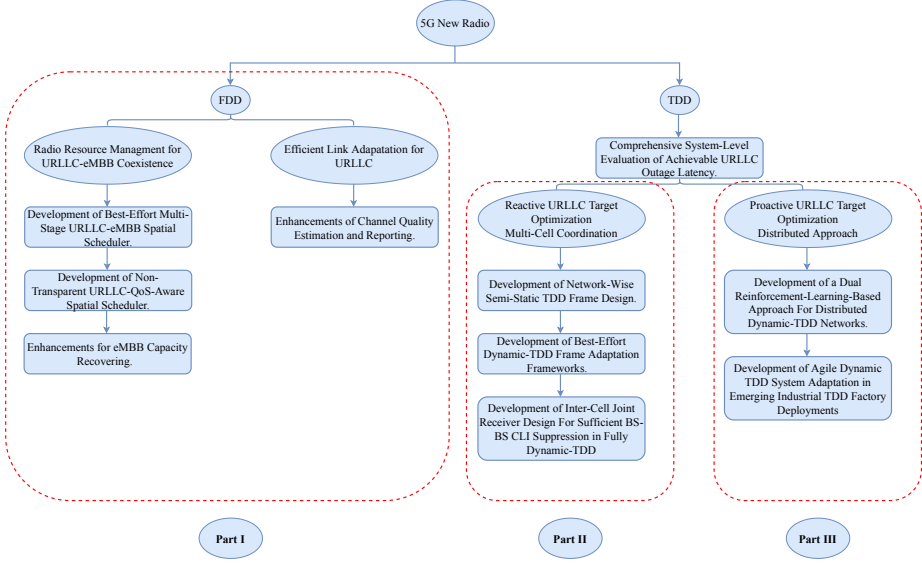 5G New Radio
FDD
TDD
Radio Resource Managment for
URLLC-eMBB Coexistence
Efficient Link Adapatation for
URLLC
Comprehensive System-Level
Evaluation of Achievable URLLC
Outage Latency.
Development of Best-Effort Multi-
Stage URLLC-eMBB Spatial
Scheduler.
Enhancements of Channel Quality
Estimation and Reporting.
Reactive URLLC Target
Optimization
Multi-Cell Coordination
Proactive URLLC Target
Optimization
Distributed Approach
Development of Non-
Transparent URLLC-QoS-Aware
Spatial Scheduler.
Development of Network-Wise
Semi-Static TDD Frame Design.
Development of a Dual
Reinforcement-Learning-Based
Approach For Distributed
Dynamic-TDD Networks.
Enhancements for eMBB Capacity
Recovering.
Development of Best-Effort
Dynamic-TDD Frame Adaptation
Frameworks.
Development of Agile Dynamic
TDD System Adaptation in
Emerging Industrial TDD Factory
Deployments
Development of Inter-Cell Joint
Receiver Design For Sufficient BS-
BS CLI Suppression in Fully
Dynamic-TDD
Part I
Part II
Part III